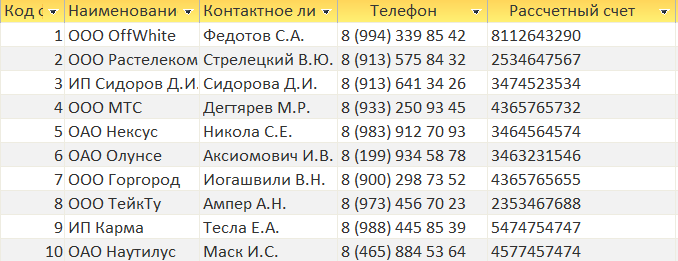 Код с Наименовани Контактное ли Телефон Рассчетный счет
1 ООО OffWhite Федотов С.А. 8 (994) 339 85 42 8112643290
2 ООО Растелеком Стрелецкий В.Ю. 8 (913) 575 84 32 2534647567
3 ИП Сидоров Д.И. Сидорова Д.И. 8 (913) 641 34 26 3474523534
4 ООО МТС Дегтярев М.Р. 8 (933) 250 93 45 4365765732
5 ОАО Нексус Никола С.Е. 8 (983) 912 70 93 3464564574
6 ОАО Олунсе Аксиомович И.В. 8 (199) 934 58 78 3463231546
7 ООО Горгород Иогашвили В.Н. 8 (900) 298 73 52 4365765655
8 ООО ТейкТу Ампер А.Н. 8 (973) 456 70 23 2353467688
9 ИП Карма Тесла Е.А. 8 (988) 445 85 39 5474754747
10 ОАО Наутилус Маск И.С. 8 (465) 884 53 64 4577457474